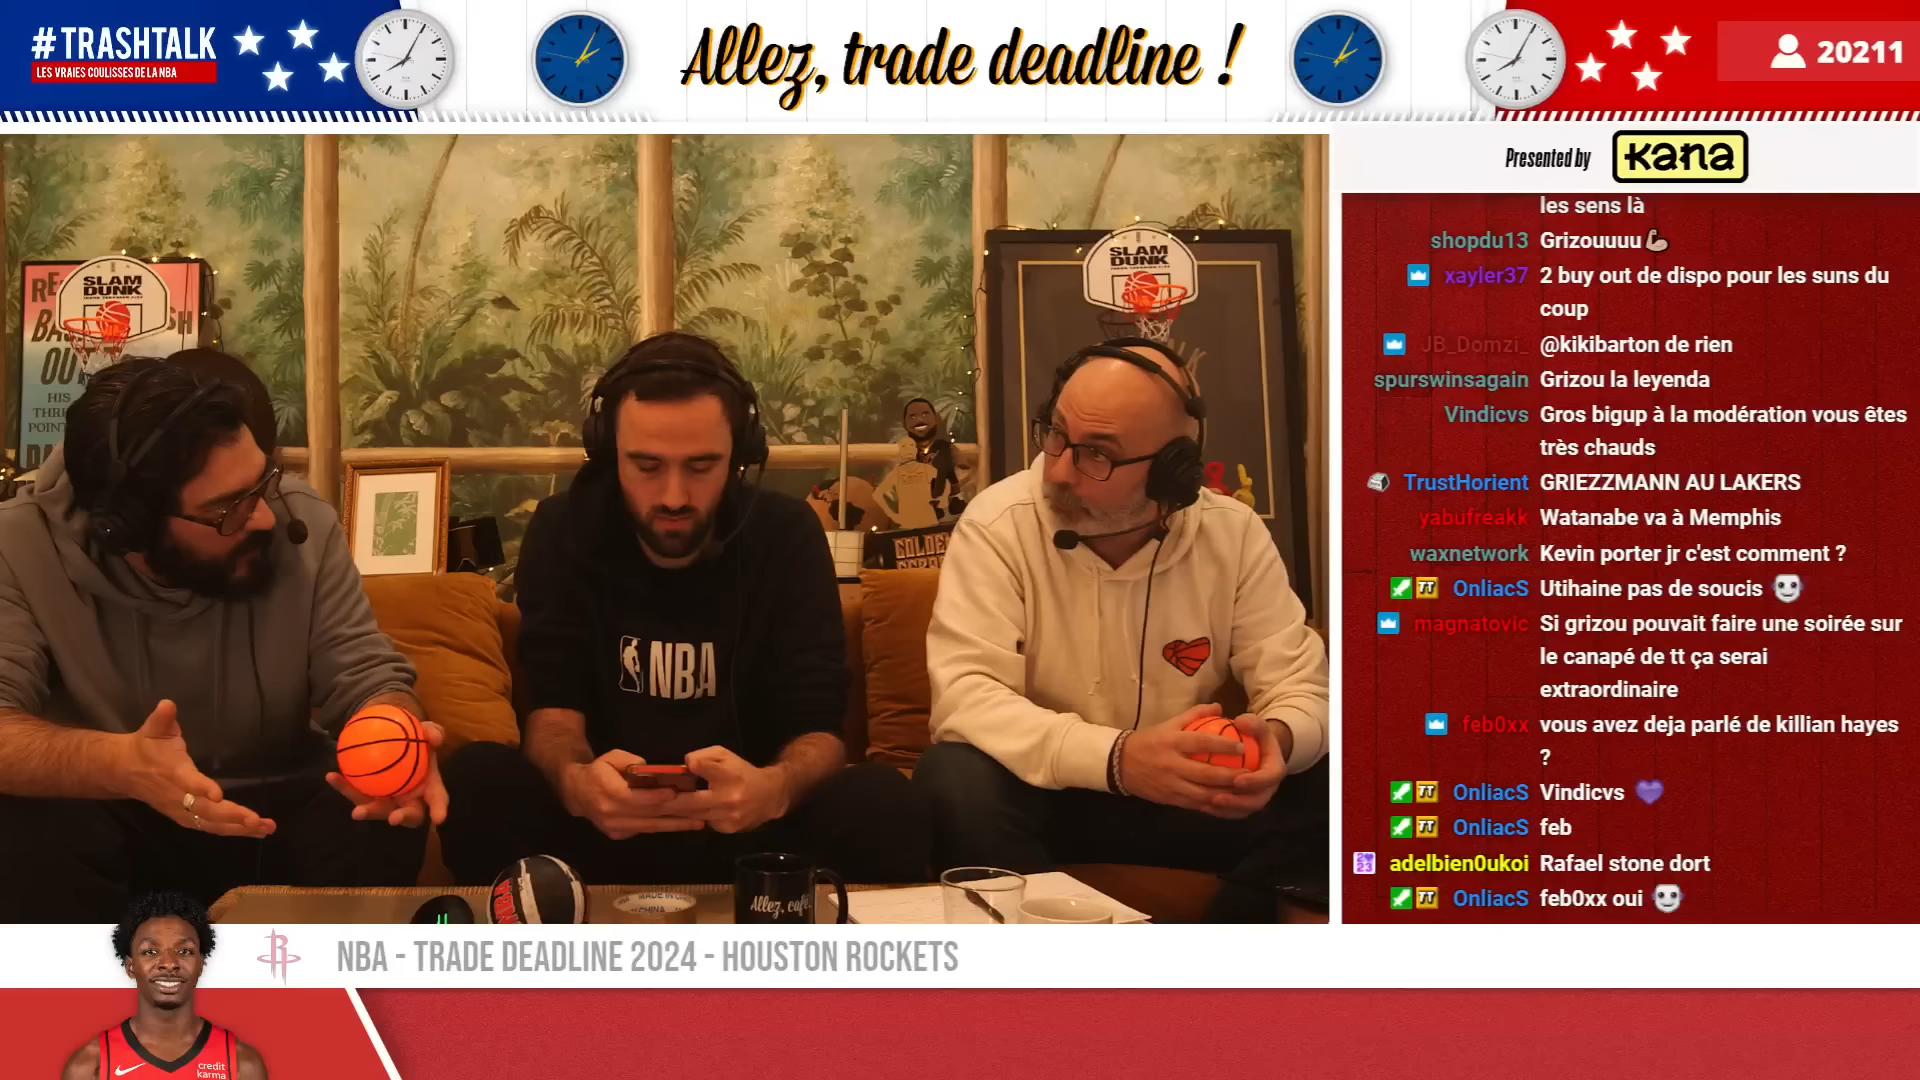 #TRASHTALK
LES VRAIES COULISSES DE LA NBA
Allez, trade deadline !
20211
Presented by
kana
les sens là
shopdu13 Grizouuuu
xayler37 2 buy out de dispo pour les suns du
coup
JB_Domzi_ @kikibarton de rien
spurswinsagain Grizou la leyenda
Vindicvs Gros bigup à la modération vous êtes
très chauds
TrustHorient GRIEZZMANN AU LAKERS
yabufreakk Watanabe va à Memphis
waxnetwork Kevin porter jr c'est comment ?
OnliacS Utihaine pas de soucis
magnatovic Si grizou pouvait faire une soirée sur
le canapé de tt ça serai
extraordinaire
feb0xx vous avez deja parlé de killian hayes
?
OnliacS Vindicvs
OnliacS feb
adelbien0ukoi Rafael stone dort
OnliacS feb0xx oui
SLAM
DUNK
OUT
HIS
SLAM
DUNK
NBA
Allez, café
NBA - TRADE DEADLINE 2024 - HOUSTON ROCKETS
credit
karma